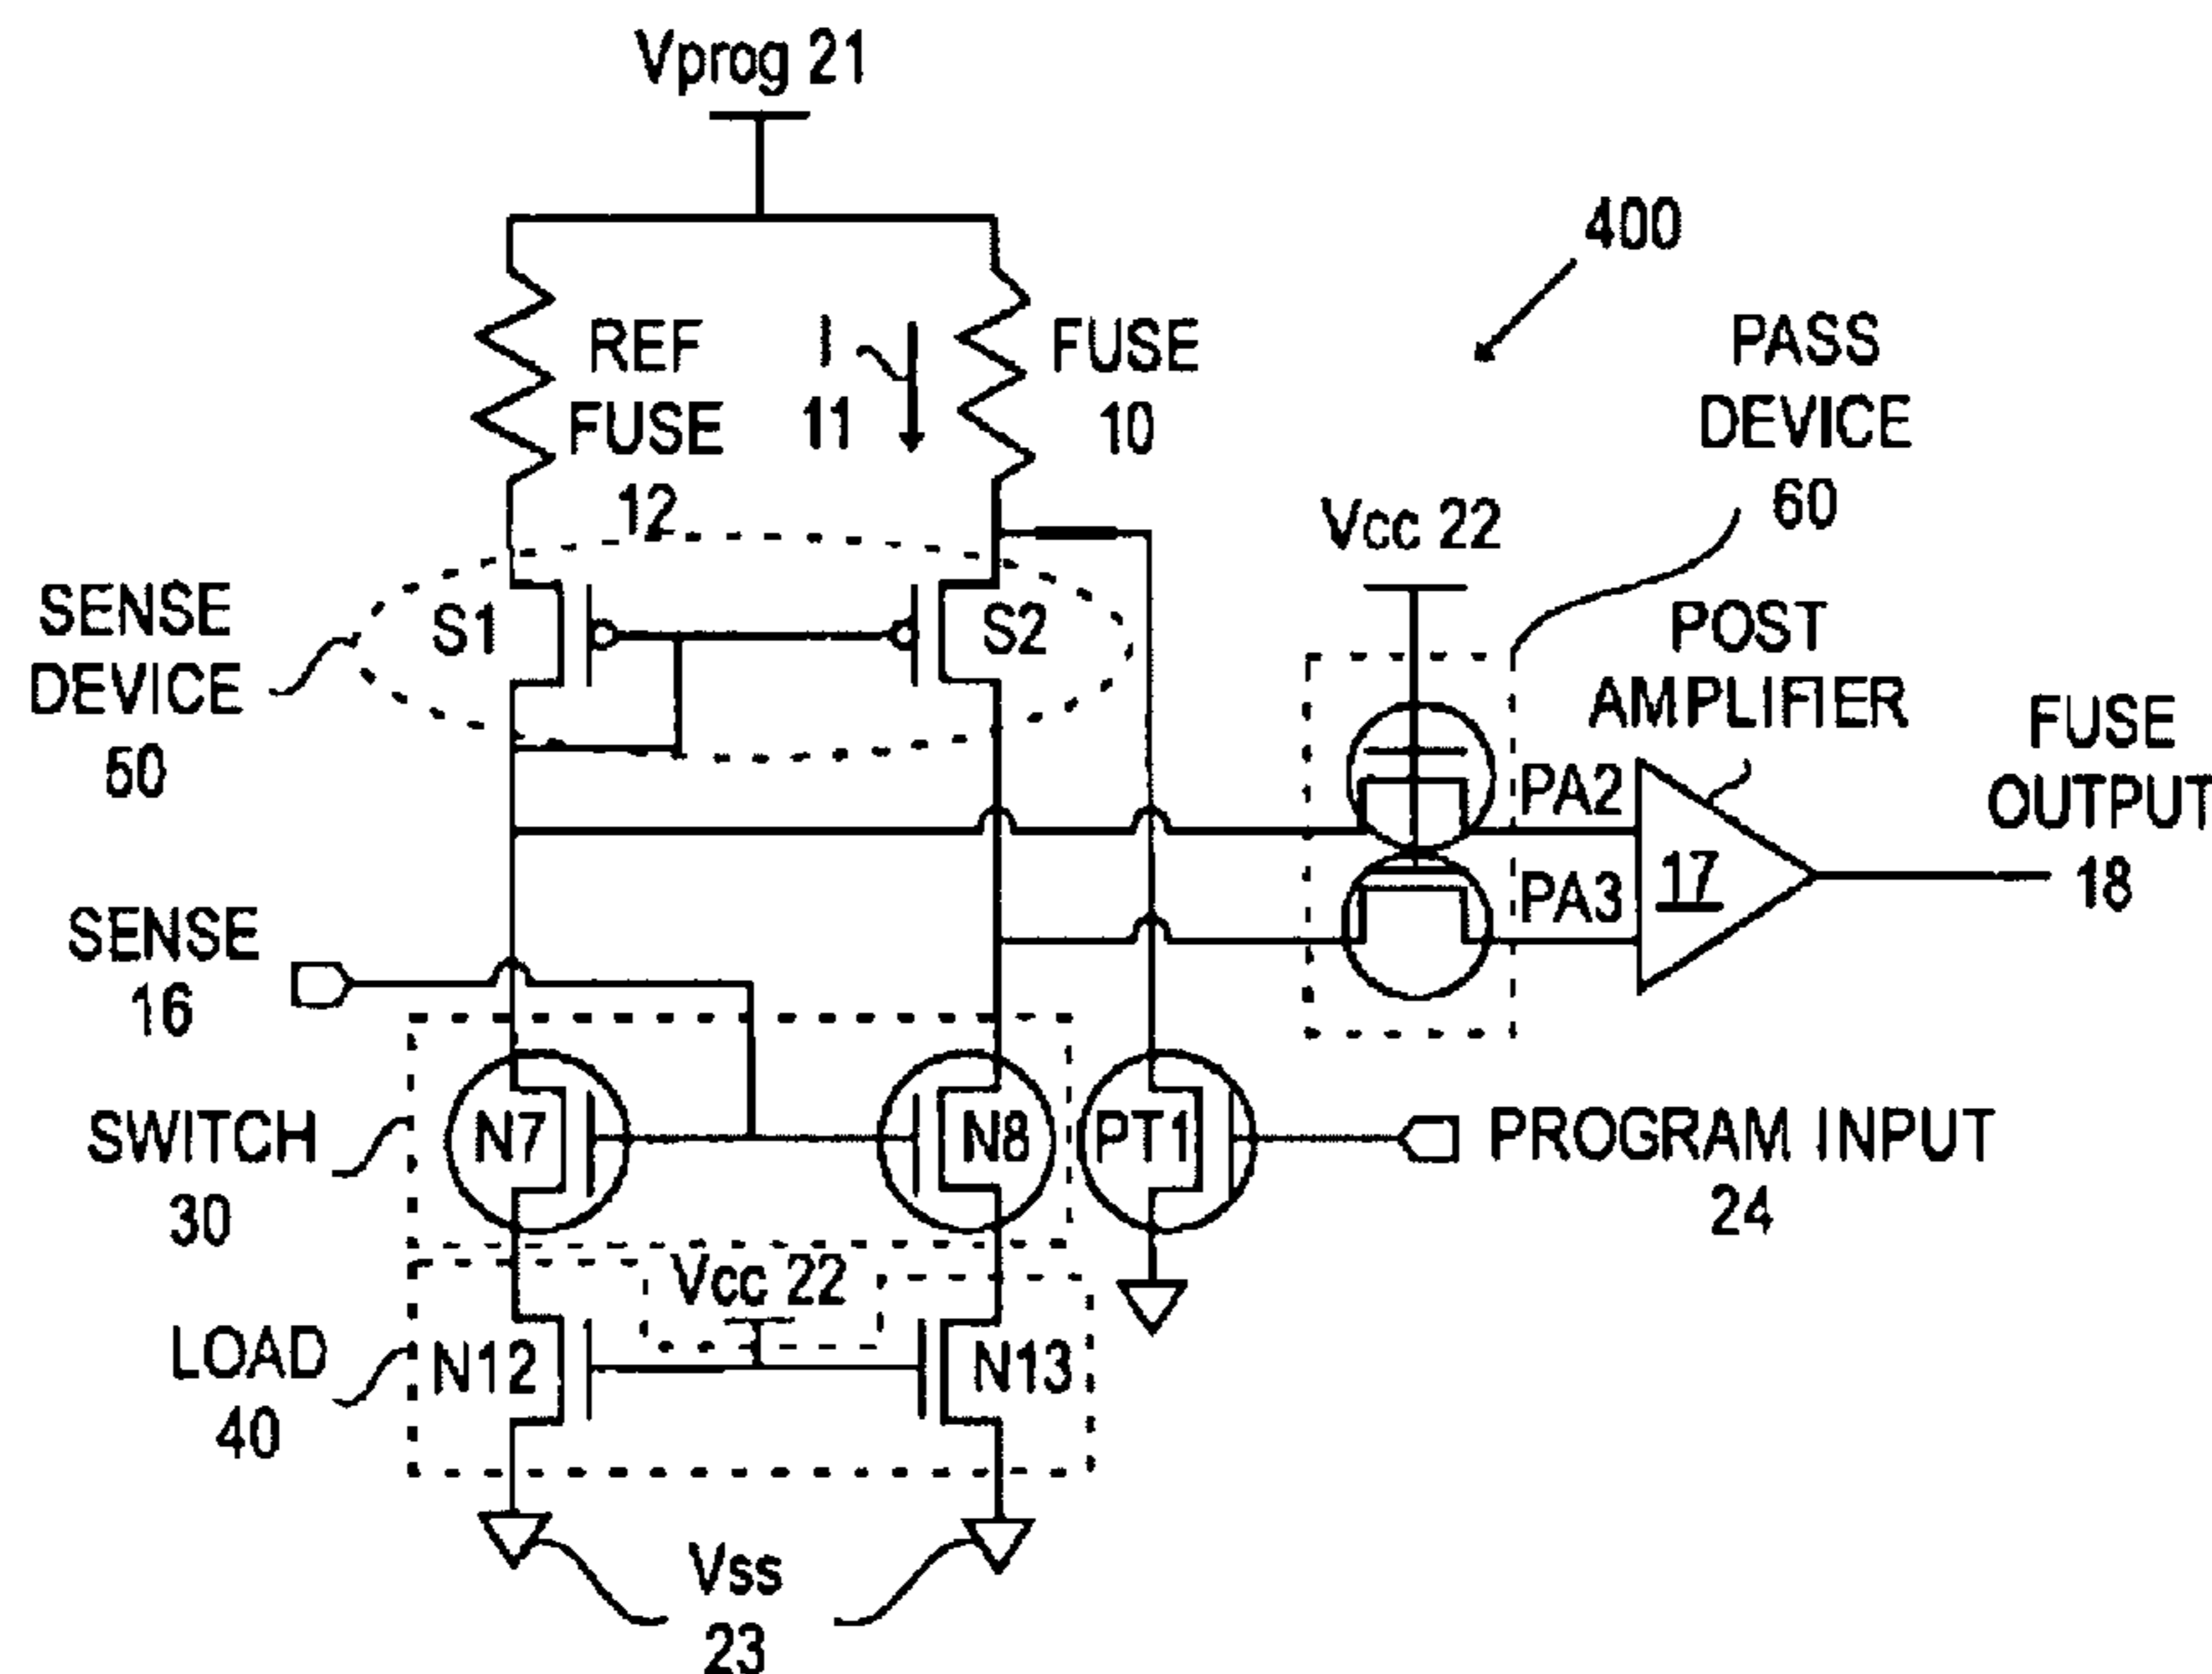 Vprog 21
400
REF
FUSE
12
I
11
FUSE
10
PASS
DEVICE
60
Vcc 22
SENSE
DEVICE
50
S1
S2
POST
AMPLIFIER
FUSE
OUTPUT
18
PA2
PA3
17
SENSE
16
SWITCH
30
N7
N8
PT1
PROGRAM INPUT
24
Vcc 22
LOAD
40
N12
N13
Vss
23